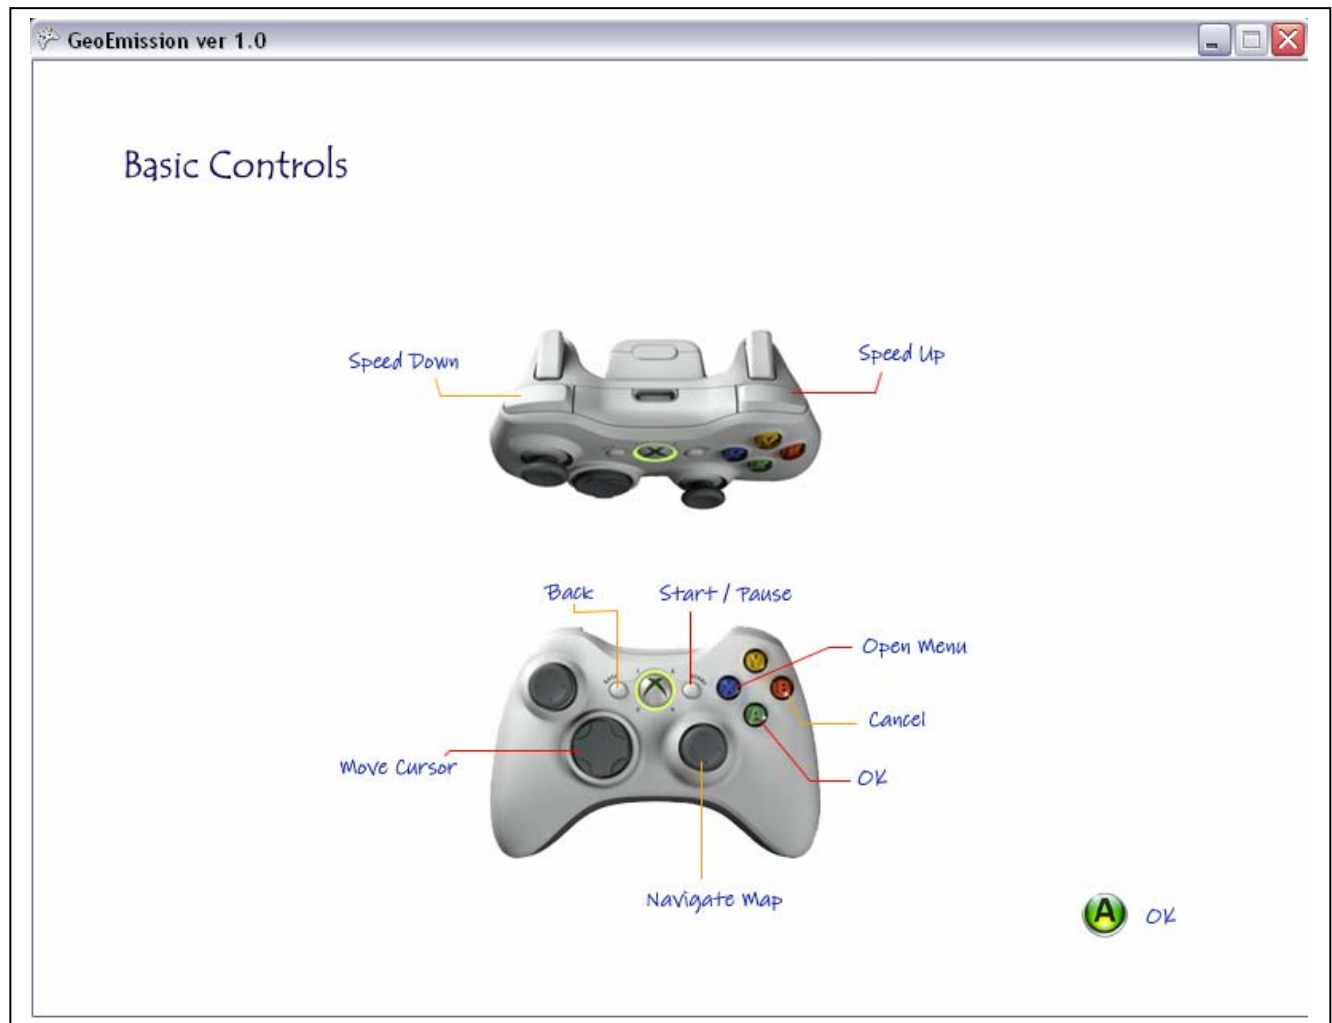 GeoEmission ver 1.0
Basic Controls
Speed Down
Speed Up
Back
Start / Pause
Open Menu
Y
X
B
Cancel
A
Move Cursor
OK
Navigate Map
A OK